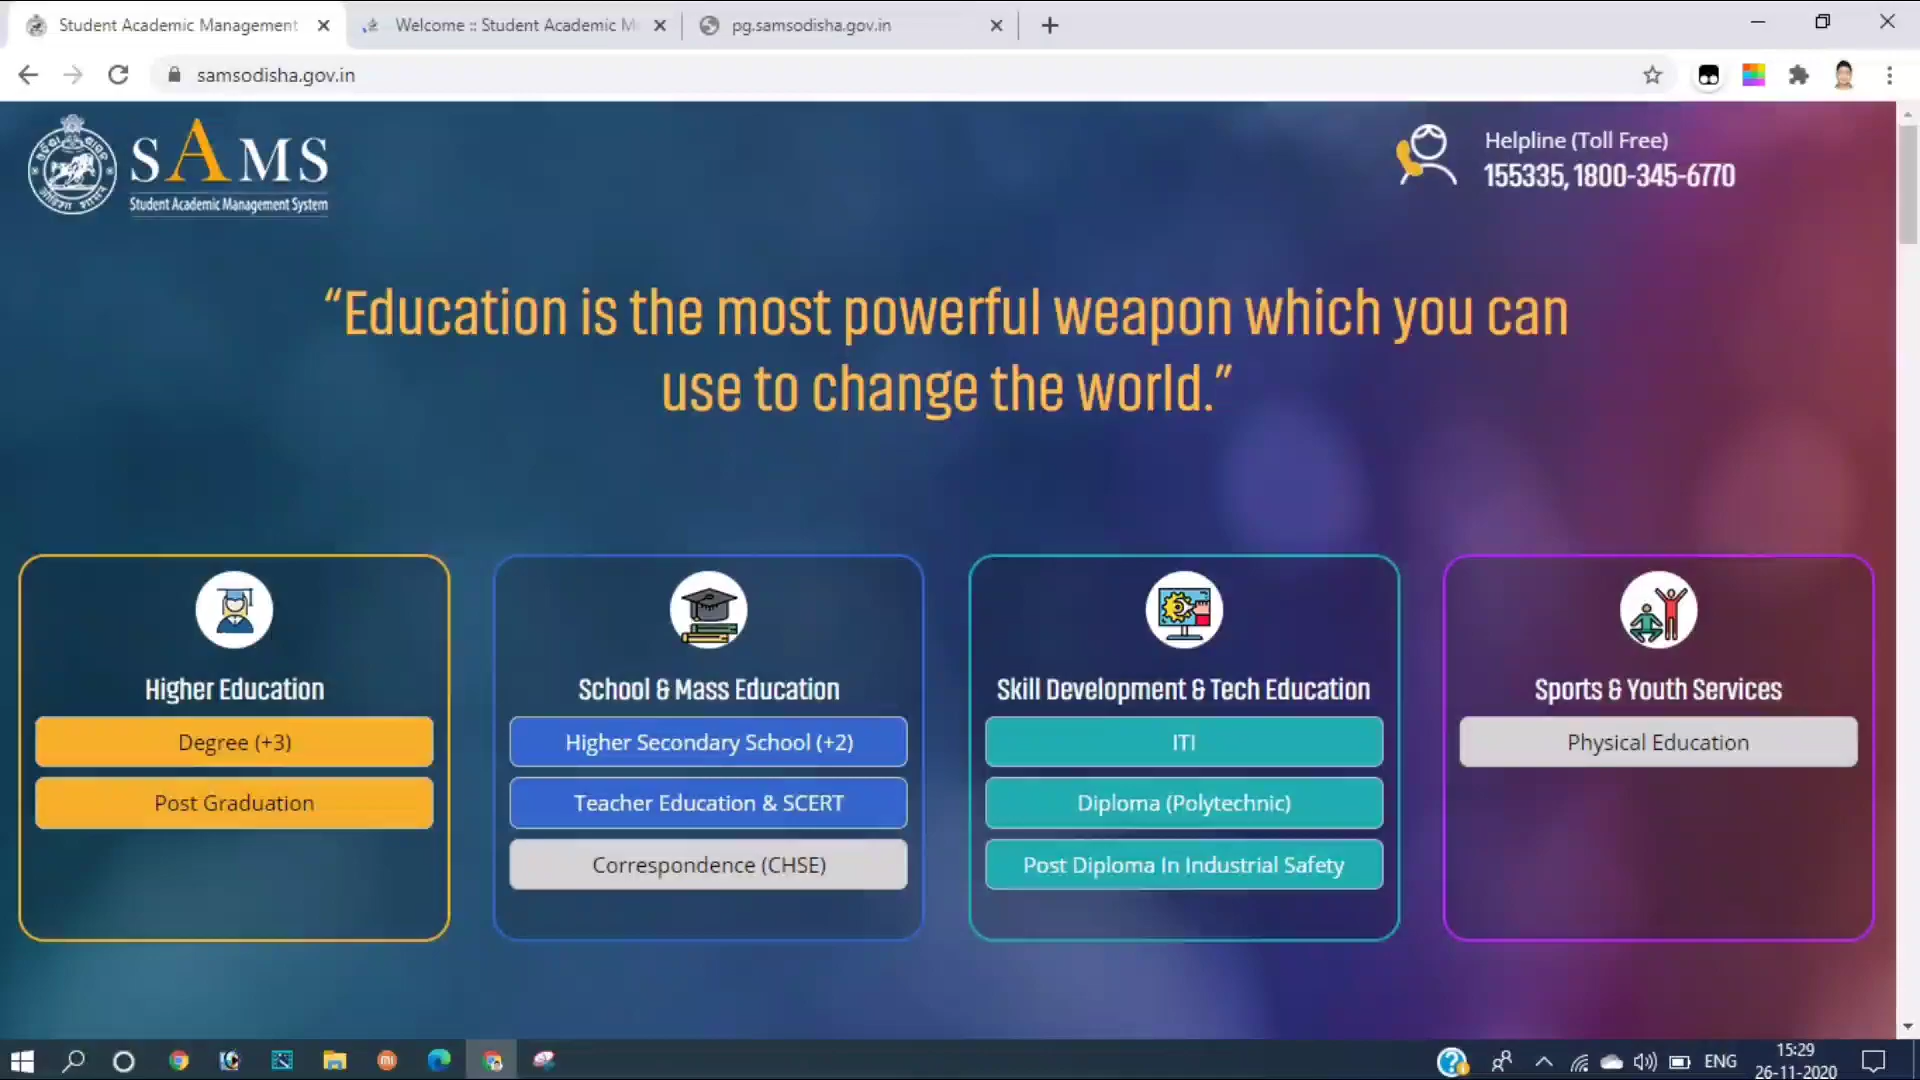 Student Academic Management
Welcome :: Student Academic M
pg.samsodisha.gov.in
samsodisha.gov.in
SAMS
Student Academic Management System
Helpline (Toll Free)
155335, 1800-345-6770
“Education is the most powerful weapon which you can
use to change the world.”
Higher Education
Degree (+3)
Post Graduation
School & Mass Education
Higher Secondary School (+2)
Teacher Education & SCERT
Correspondence (CHSE)
Skill Development & Tech Education
ITI
Diploma (Polytechnic)
Post Diploma In Industrial Safety
Sports & Youth Services
Physical Education
ENG
15:29
26-11-2020